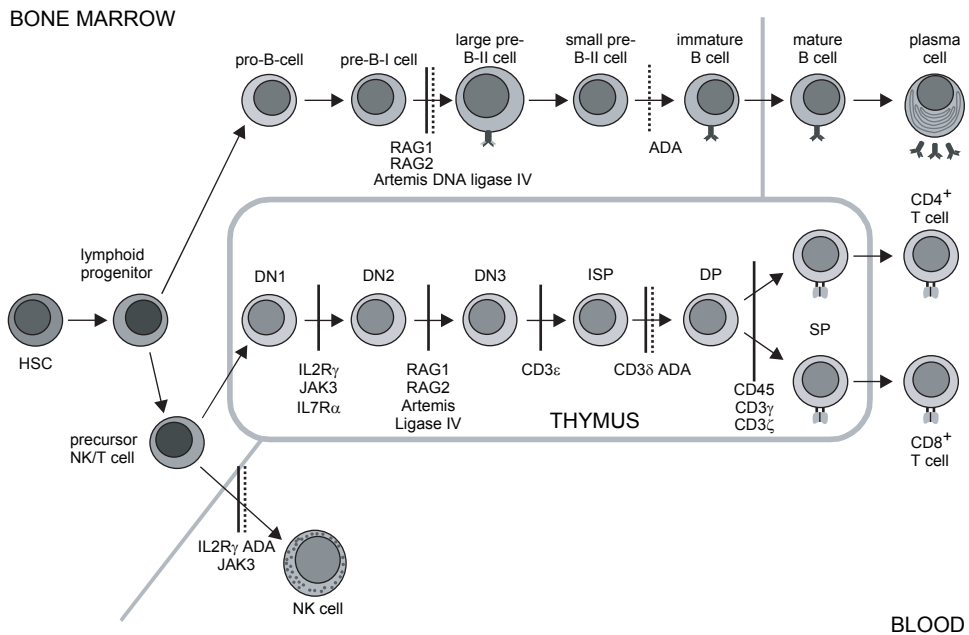 BONE MARROW
pro-B-cell
pre-B-I cell
large pre-
B-II cell
small pre-
B-II cell
immature
B cell
mature
B cell
plasma
cell
RAG1
RAG2
Artemis DNA ligase IV
ADA
lymphoid
progenitor
HSC
precursor
NK/T cell
DN1
DN2
DN3
ISP
DP
SP
IL2Rγ
JAK3
IL7Rα
RAG1
RAG2
Artemis
Ligase IV
CD3ε
CD3δ ADA
CD45
CD3γ
CD3ζ
THYMUS
CD4+
T cell
CD8+
T cell
IL2Rγ ADA
JAK3
NK cell
BLOOD